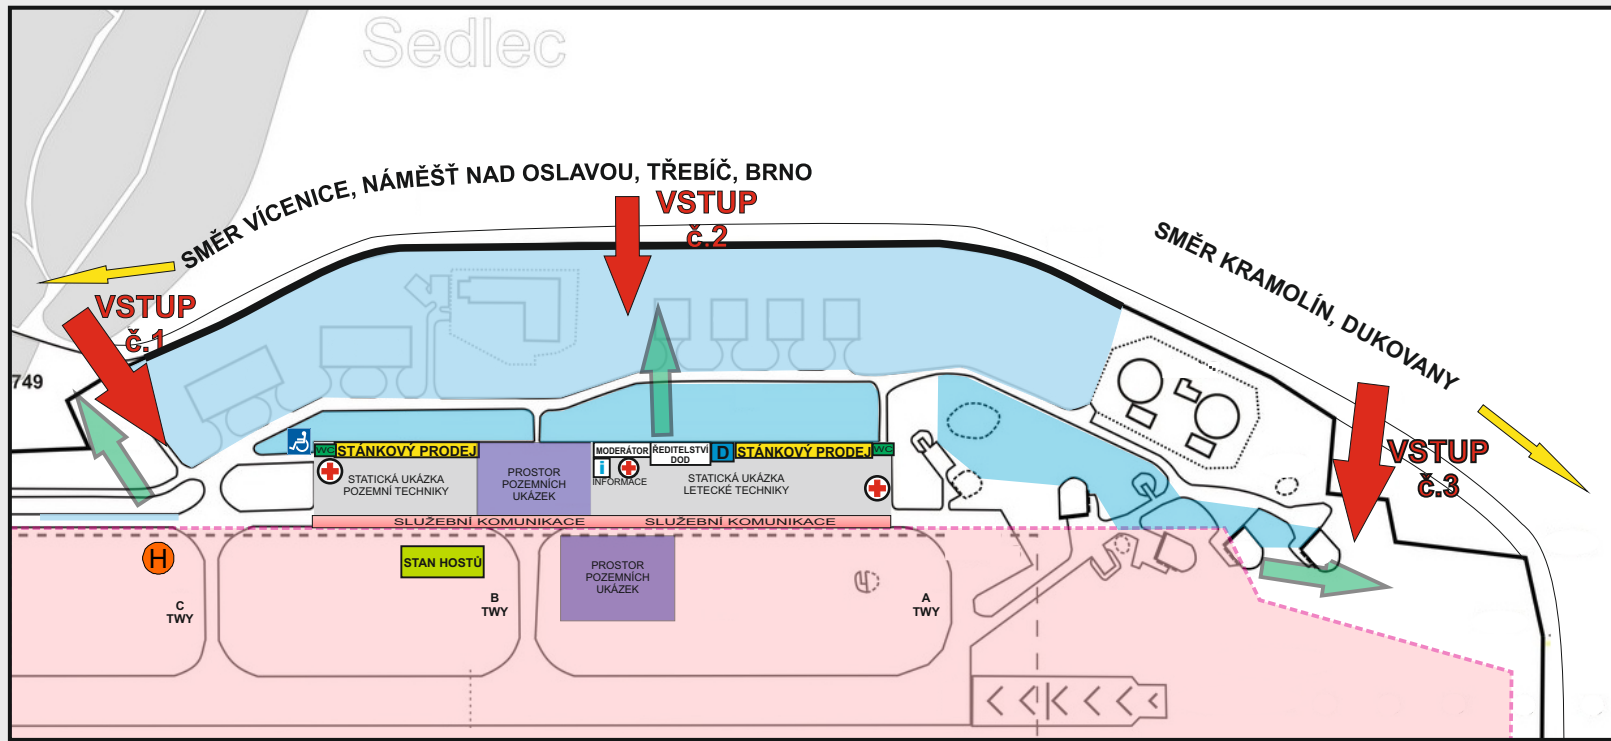 Sedlec
SMĚR VÍCENICE, NÁMĚŠŤ NAD OSLAVOU, TŘEBÍČ, BRNO
VSTUP
č.2
SMĚR KRAMOLÍN, DUKOVANY
VSTUP
č.1
749
VSTUP
č.3
WC
STÁNKOVÝ PRODEJ
MODERÁTOR
ŘEDITELSTVÍ
DOD
D
STÁNKOVÝ PRODEJ
WC
STATICKÁ UKÁZKA
POZEMNÍ TECHNIKY
PROSTOR
POZEMNÍCH
UKÁZEK
i
INFORMACE
STATICKÁ UKÁZKA
LETECKÉ TECHNIKY
SLUŽEBNÍ KOMUNIKACE
SLUŽEBNÍ KOMUNIKACE
H
STAN HOSTŮ
PROSTOR
POZEMNÍCH
UKÁZEK
C
TWY
B
TWY
A
TWY